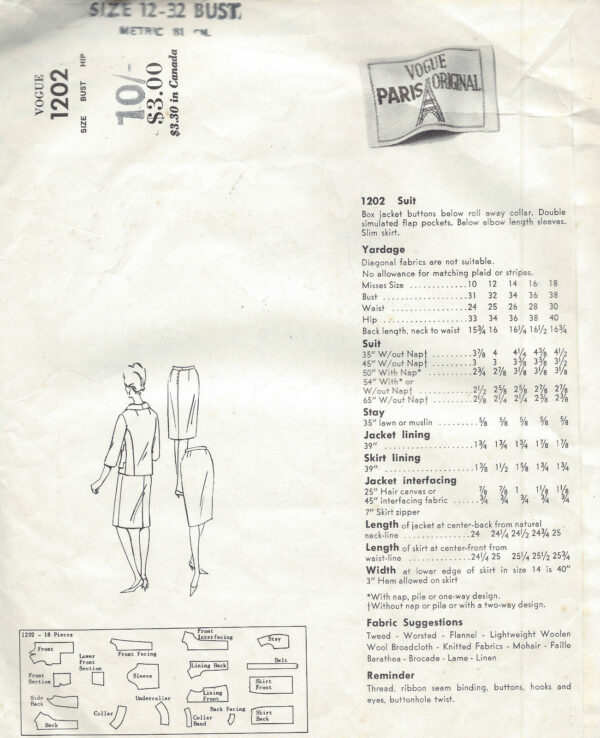 SIZE 12-32 BUST.
METRIC 81 CM.
VOGUE
1202
SIZE BUST HIP
10/-
$3.00
$3.30 in Canada
VOGUE
PARIS ORIGINAL
1202 Suit
Box jacket buttons below roll away collar. Double
simulated flap pockets. Below elbow length sleeves.
Slim skirt.
Yardage
Diagonal fabrics are not suitable.
No allowance for matching plaid or stripes.
Misses Size ..............10 12 14 16 18
Bust ..............31 32 34 36 38
Waist ..............24 25 26 28 30
Hip ..............33 34 36 38 40
Back length, neck to waist 15¾ 16 16¼ 16½ 16¾
Suit
35" W/out Nap† ........3⅞ 4 4¼ 4⅜ 4½
45" W/out Nap† ........3 3 3⅜ 3⅜ 3½
50" With Nap* ........2¾ 2⅞ 3⅛ 3⅛ 3⅛
54" With* or
W/out Nap† ........2½ 2⅝ 2⅝ 2⅞ 2⅞
65" W/out Nap† ........2⅛ 2¼ 2¼ 2⅜ 2⅜
Stay
35" lawn or muslin ........⅝ ⅝ ⅝ ⅝ ⅝
Jacket lining
39" ..............1¾ 1¾ 1¾ 1⅞ 1⅞
Skirt lining
39" ..............1⅜ 1½ 1⅝ 1¾ 1¾
Jacket interfacing
25" Hair canvas or ⅞ ⅞ 1 1⅛ 1⅛
45" interfacing fabric ......¾ ¾ ¾ ¾ ¾
7" Skirt zipper
Length of jacket at center-back from natural
neck-line ..............24 24¼ 24½ 24¾ 25
Length of skirt at center-front from
waist-line ..............24¼ 25 25¼ 25½ 25¾
Width at lower edge of skirt in size 14 is 40"
3" Hem allowed on skirt
*With nap, pile or one-way design.
†Without nap or pile or with a two-way design.
Fabric Suggestions
Tweed - Worsted - Flannel - Lightweight Woolen
Wool Broadcloth - Knitted Fabrics - Mohair - Faille
Barathea - Brocade - Lame - Linen
Reminder
Thread, ribbon seam binding, buttons, hooks and
eyes, buttonhole twist.
1202 - 18 Pieces
Front
Lower
Front
Section
Front Facing
Front
Interfacing
Stay
Front
Section
Sleeve
Lining Back
Belt
Skirt
Front
Side
Back
Back
Collar
Undercollar
Lining
Front
Collar
Band
Back Facing
Skirt
Back